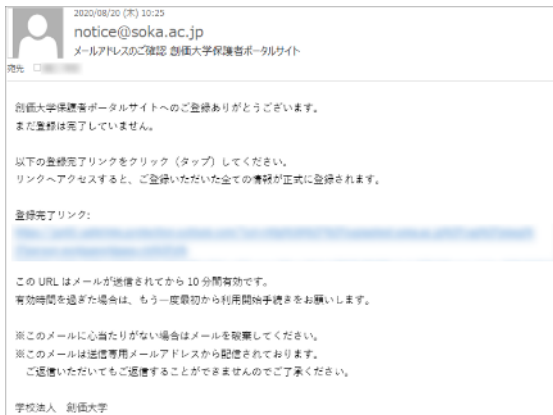 2020/08/20 (木) 10:25
notice@soka.ac.jp
メールアドレスのご確認 創価大学保護者ポータルサイト
宛先
創価大学保護者ポータルサイトへのご登録ありがとうございます。
まだ登録は完了していません。
以下の登録完了リンクをクリック（タップ）してください。
リンクへアクセスすると、ご登録いただいた全ての情報が正式に登録されます。
登録完了リンク:
この URL はメールが送信されてから 10 分間有効です。
有効時間を過ぎた場合は、もう一度最初から利用開始手続きをお願いします。
※このメールに心当たりがない場合はメールを破棄してください。
※このメールは送信専用メールアドレスから配信されております。
ご返信いただいてもご返信することができませんのでご了承ください。
学校法人 創価大学